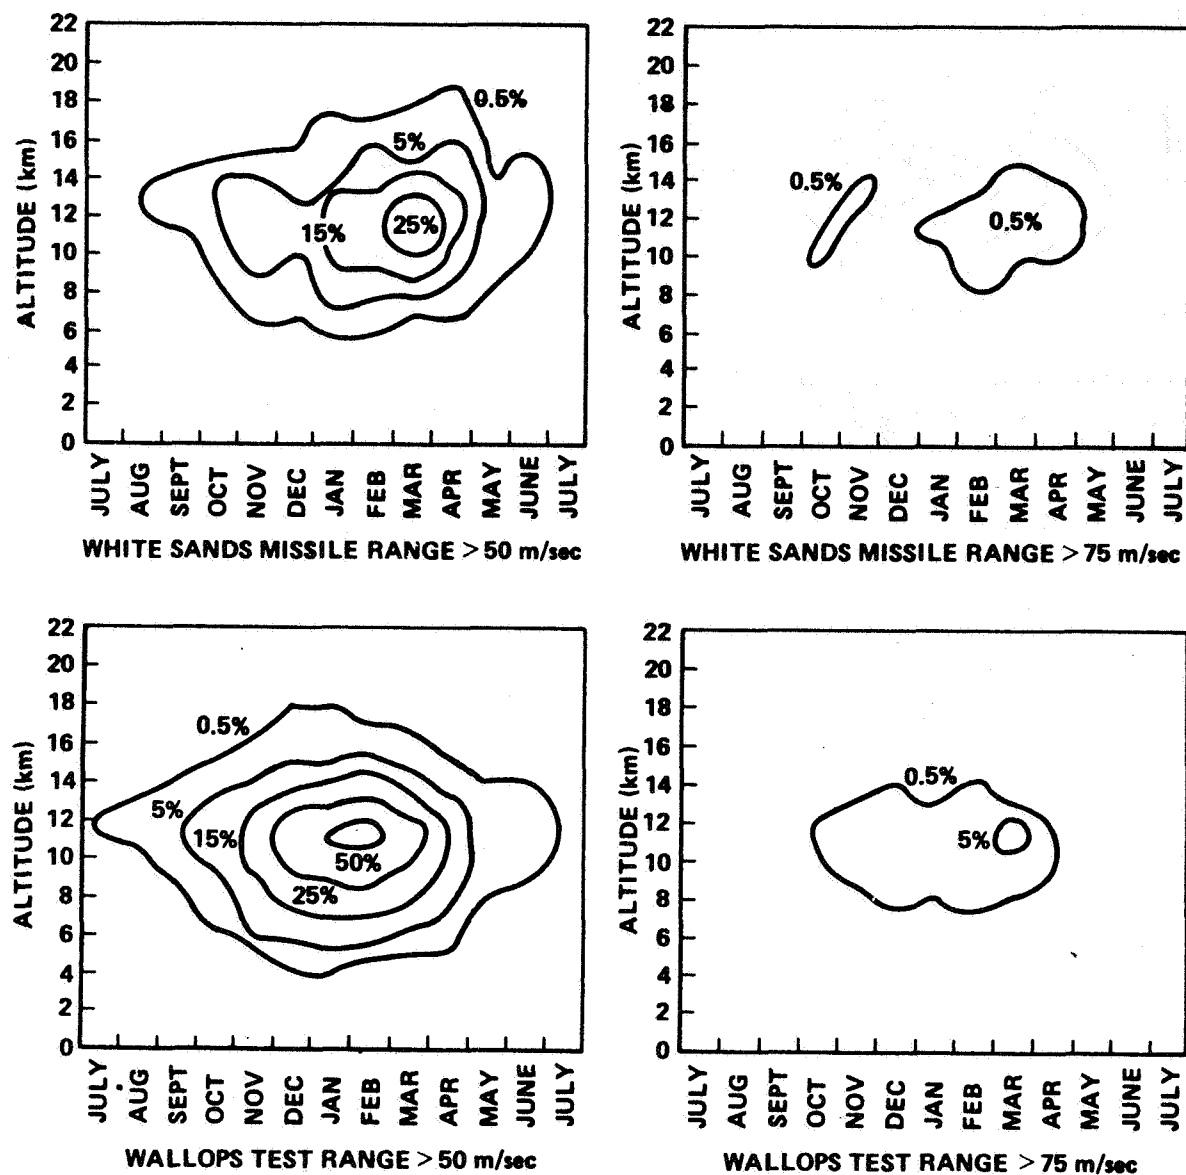 22
20
18
16
14
12
10
8
6
4
2
0
ALTITUDE (km)
0.5%
5%
15%
25%
JULY
AUG
SEPT
OCT
NOV
DEC
JAN
FEB
MAR
APR
MAY
JUNE
JULY
WHITE SANDS MISSILE RANGE > 50 m/sec
22
20
18
16
14
12
10
8
6
4
2
0
ALTITUDE (km)
0.5%
0.5%
JULY
AUG
SEPT
OCT
NOV
DEC
JAN
FEB
MAR
APR
MAY
JUNE
JULY
WHITE SANDS MISSILE RANGE > 75 m/sec
22
20
18
16
14
12
10
8
6
4
2
0
ALTITUDE (km)
0.5%
5%
15%
50%
25%
JULY
AUG
SEPT
OCT
NOV
DEC
JAN
FEB
MAR
APR
MAY
JUNE
JULY
WALLOPS TEST RANGE > 50 m/sec
22
20
18
16
14
12
10
8
6
4
2
0
ALTITUDE (km)
0.5%
5%
JULY
AUG
SEPT
OCT
NOV
DEC
JAN
FEB
MAR
APR
MAY
JUNE
JULY
WALLOPS TEST RANGE > 75 m/sec